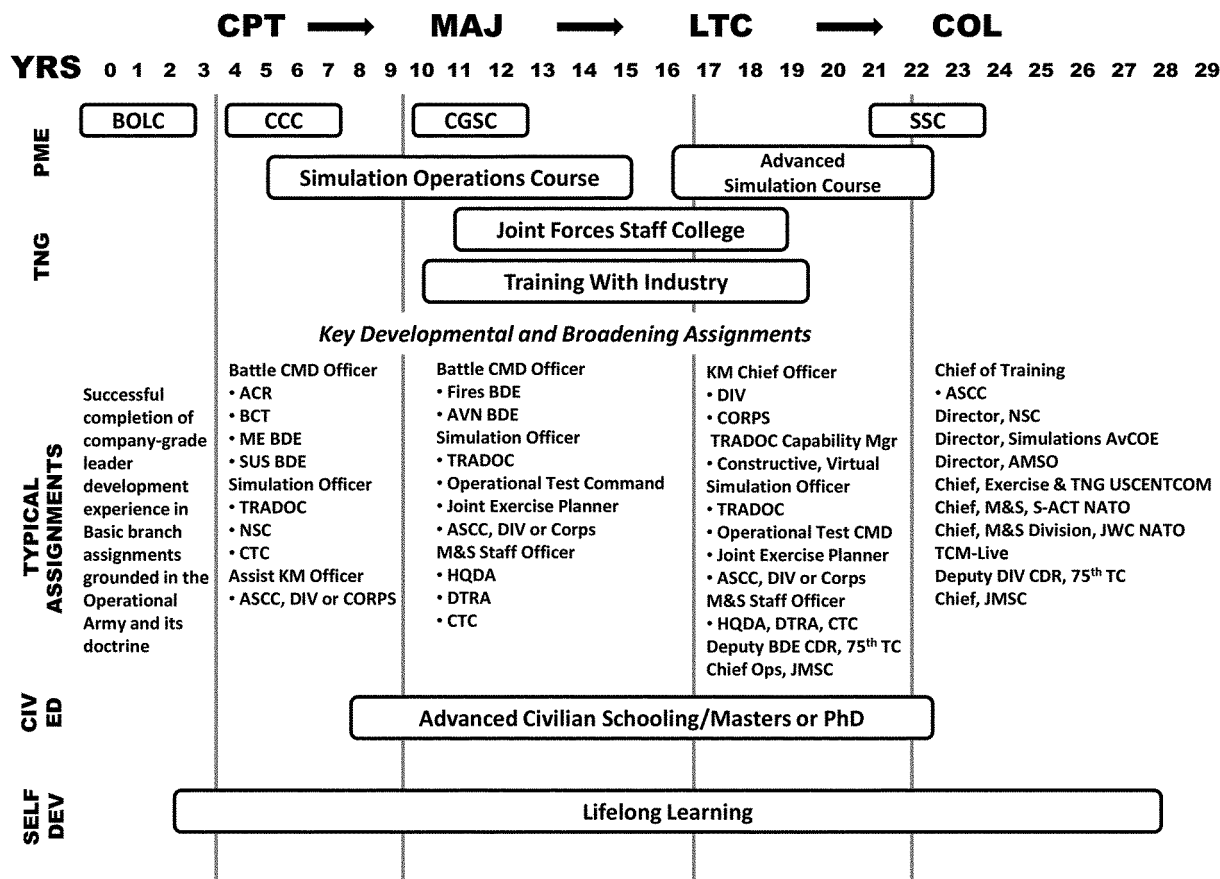 CPT MAJ LTC COL
YRS 0 1 2 3 4 5 6 7 8 9 10 11 12 13 14 15 16 17 18 19 20 21 22 23 24 25 26 27 28 29
PME
BOLC
CCC
CGSC
SSC
Simulation Operations Course
Advanced
Simulation Course
TNG
Joint Forces Staff College
Training With Industry
Key Developmental and Broadening Assignments
TYPICAL
ASSIGNMENTS
Successful
completion of
company-grade
leader
development
experience in
Basic branch
assignments
grounded in the
Operational
Army and its
doctrine
Battle CMD Officer
• ACR
• BCT
• ME BDE
• SUS BDE
Simulation Officer
• TRADOC
• NSC
• CTC
Assist KM Officer
• ASCC, DIV or CORPS
Battle CMD Officer
• Fires BDE
• AVN BDE
Simulation Officer
• TRADOC
• Operational Test Command
• Joint Exercise Planner
• ASCC, DIV or Corps
M&S Staff Officer
• HQDA
• DTRA
• CTC
KM Chief Officer
• DIV
• CORPS
TRADOC Capability Mgr
• Constructive, Virtual
Simulation Officer
• TRADOC
• Operational Test CMD
• Joint Exercise Planner
• ASCC, DIV or Corps
M&S Staff Officer
• HQDA, DTRA, CTC
Deputy BDE CDR, 75th TC
Chief Ops, JMSC
Chief of Training
• ASCC
Director, NSC
Director, Simulations AvCOE
Director, AMSO
Chief, Exercise & TNG USCENTCOM
Chief, M&S, S-ACT NATO
Chief, M&S Division, JWC NATO
TCM-Live
Deputy DIV CDR, 75th TC
Chief, JMSC
CIV
ED
Advanced Civilian Schooling/Masters or PhD
SELF
DEV
Lifelong Learning